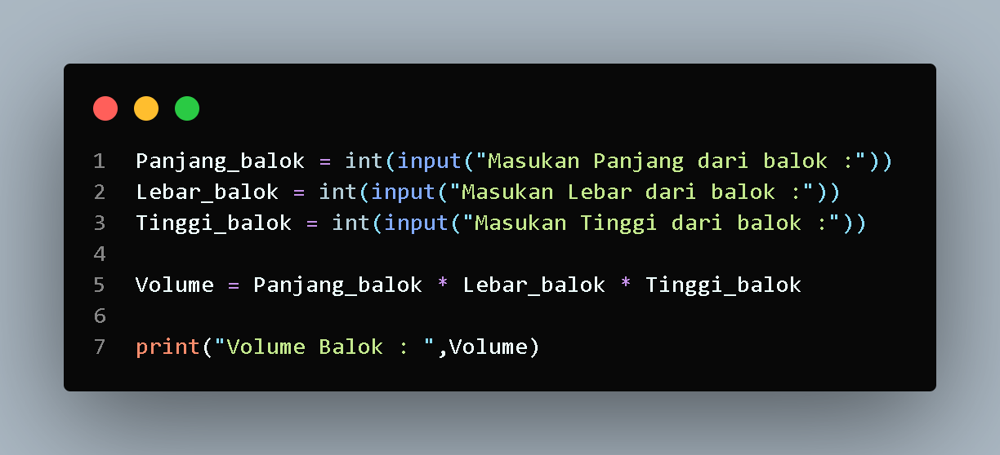 1 Panjang_balok = int(input("Masukan Panjang dari balok :"))
2 Lebar_balok = int(input("Masukan Lebar dari balok :"))
3 Tinggi_balok = int(input("Masukan Tinggi dari balok :"))
4
5 Volume = Panjang_balok * Lebar_balok * Tinggi_balok
6
7 print("Volume Balok : ",Volume)